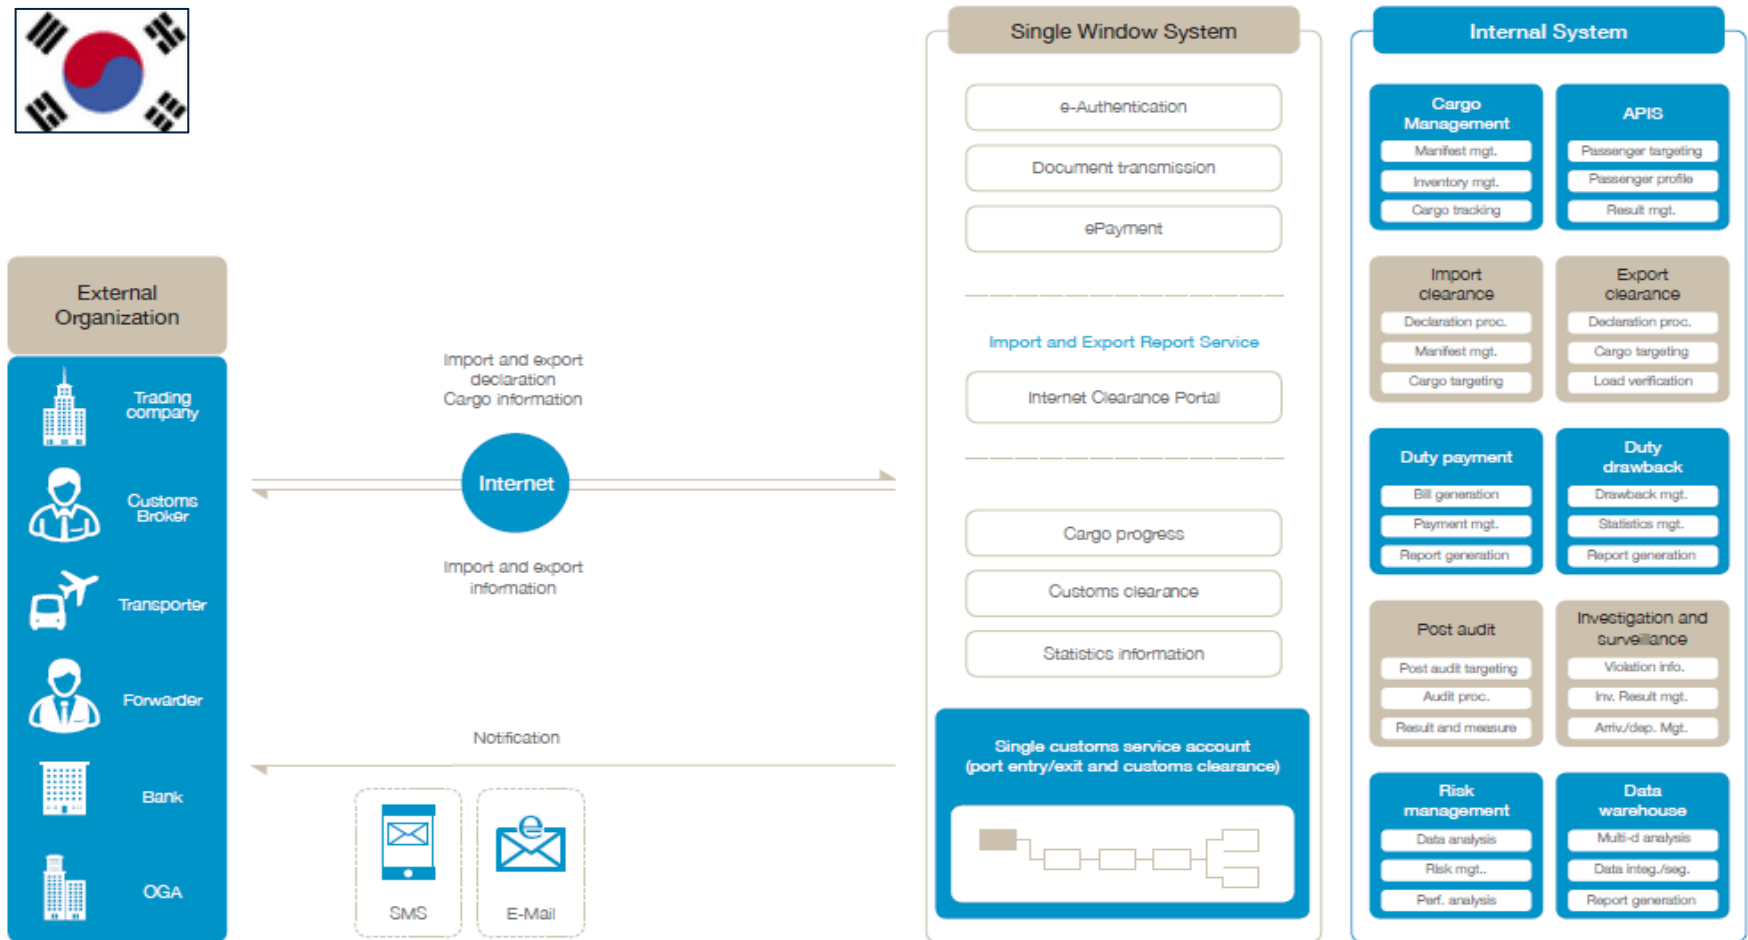 External
Organization
Trading
company
Customs
Broker
Transporter
Forwarder
Bank
OGA
Import and export
declaration
Cargo information
Internet
Import and export
information
Notification
SMS
e
E-Mail
Single Window System
e-Authentication
Document transmission
ePayment
Import and Export Report Service
Internet Clearance Portal
Cargo progress
Customs clearance
Statistics information
Single customs service account
(port entry/exit and customs clearance)
Internal System
Cargo
Management
Manifest mgt.
Inventory mgt.
Cargo tracking
APIS
Passenger targeting
Passenger profile
Result mgt.
Import
clearance
Declaration proc.
Manifest mgt.
Cargo targeting
Export
clearance
Declaration proc.
Cargo targeting
Load verification
Duty payment
Bill generation
Payment mgt.
Report generation
Duty
drawback
Drawback mgt.
Statistics mgt.
Report generation
Post audit
Post audit targeting
Audit proc.
Result and measure
Investigation and
surveillance
Violation info.
Inv. Result mgt.
Arriv./dep. Mgt.
Risk
management
Data analysis
Risk mgt..
Perf. analysis
Data
warehouse
Multi-d analysis
Data integ./seg.
Report generation